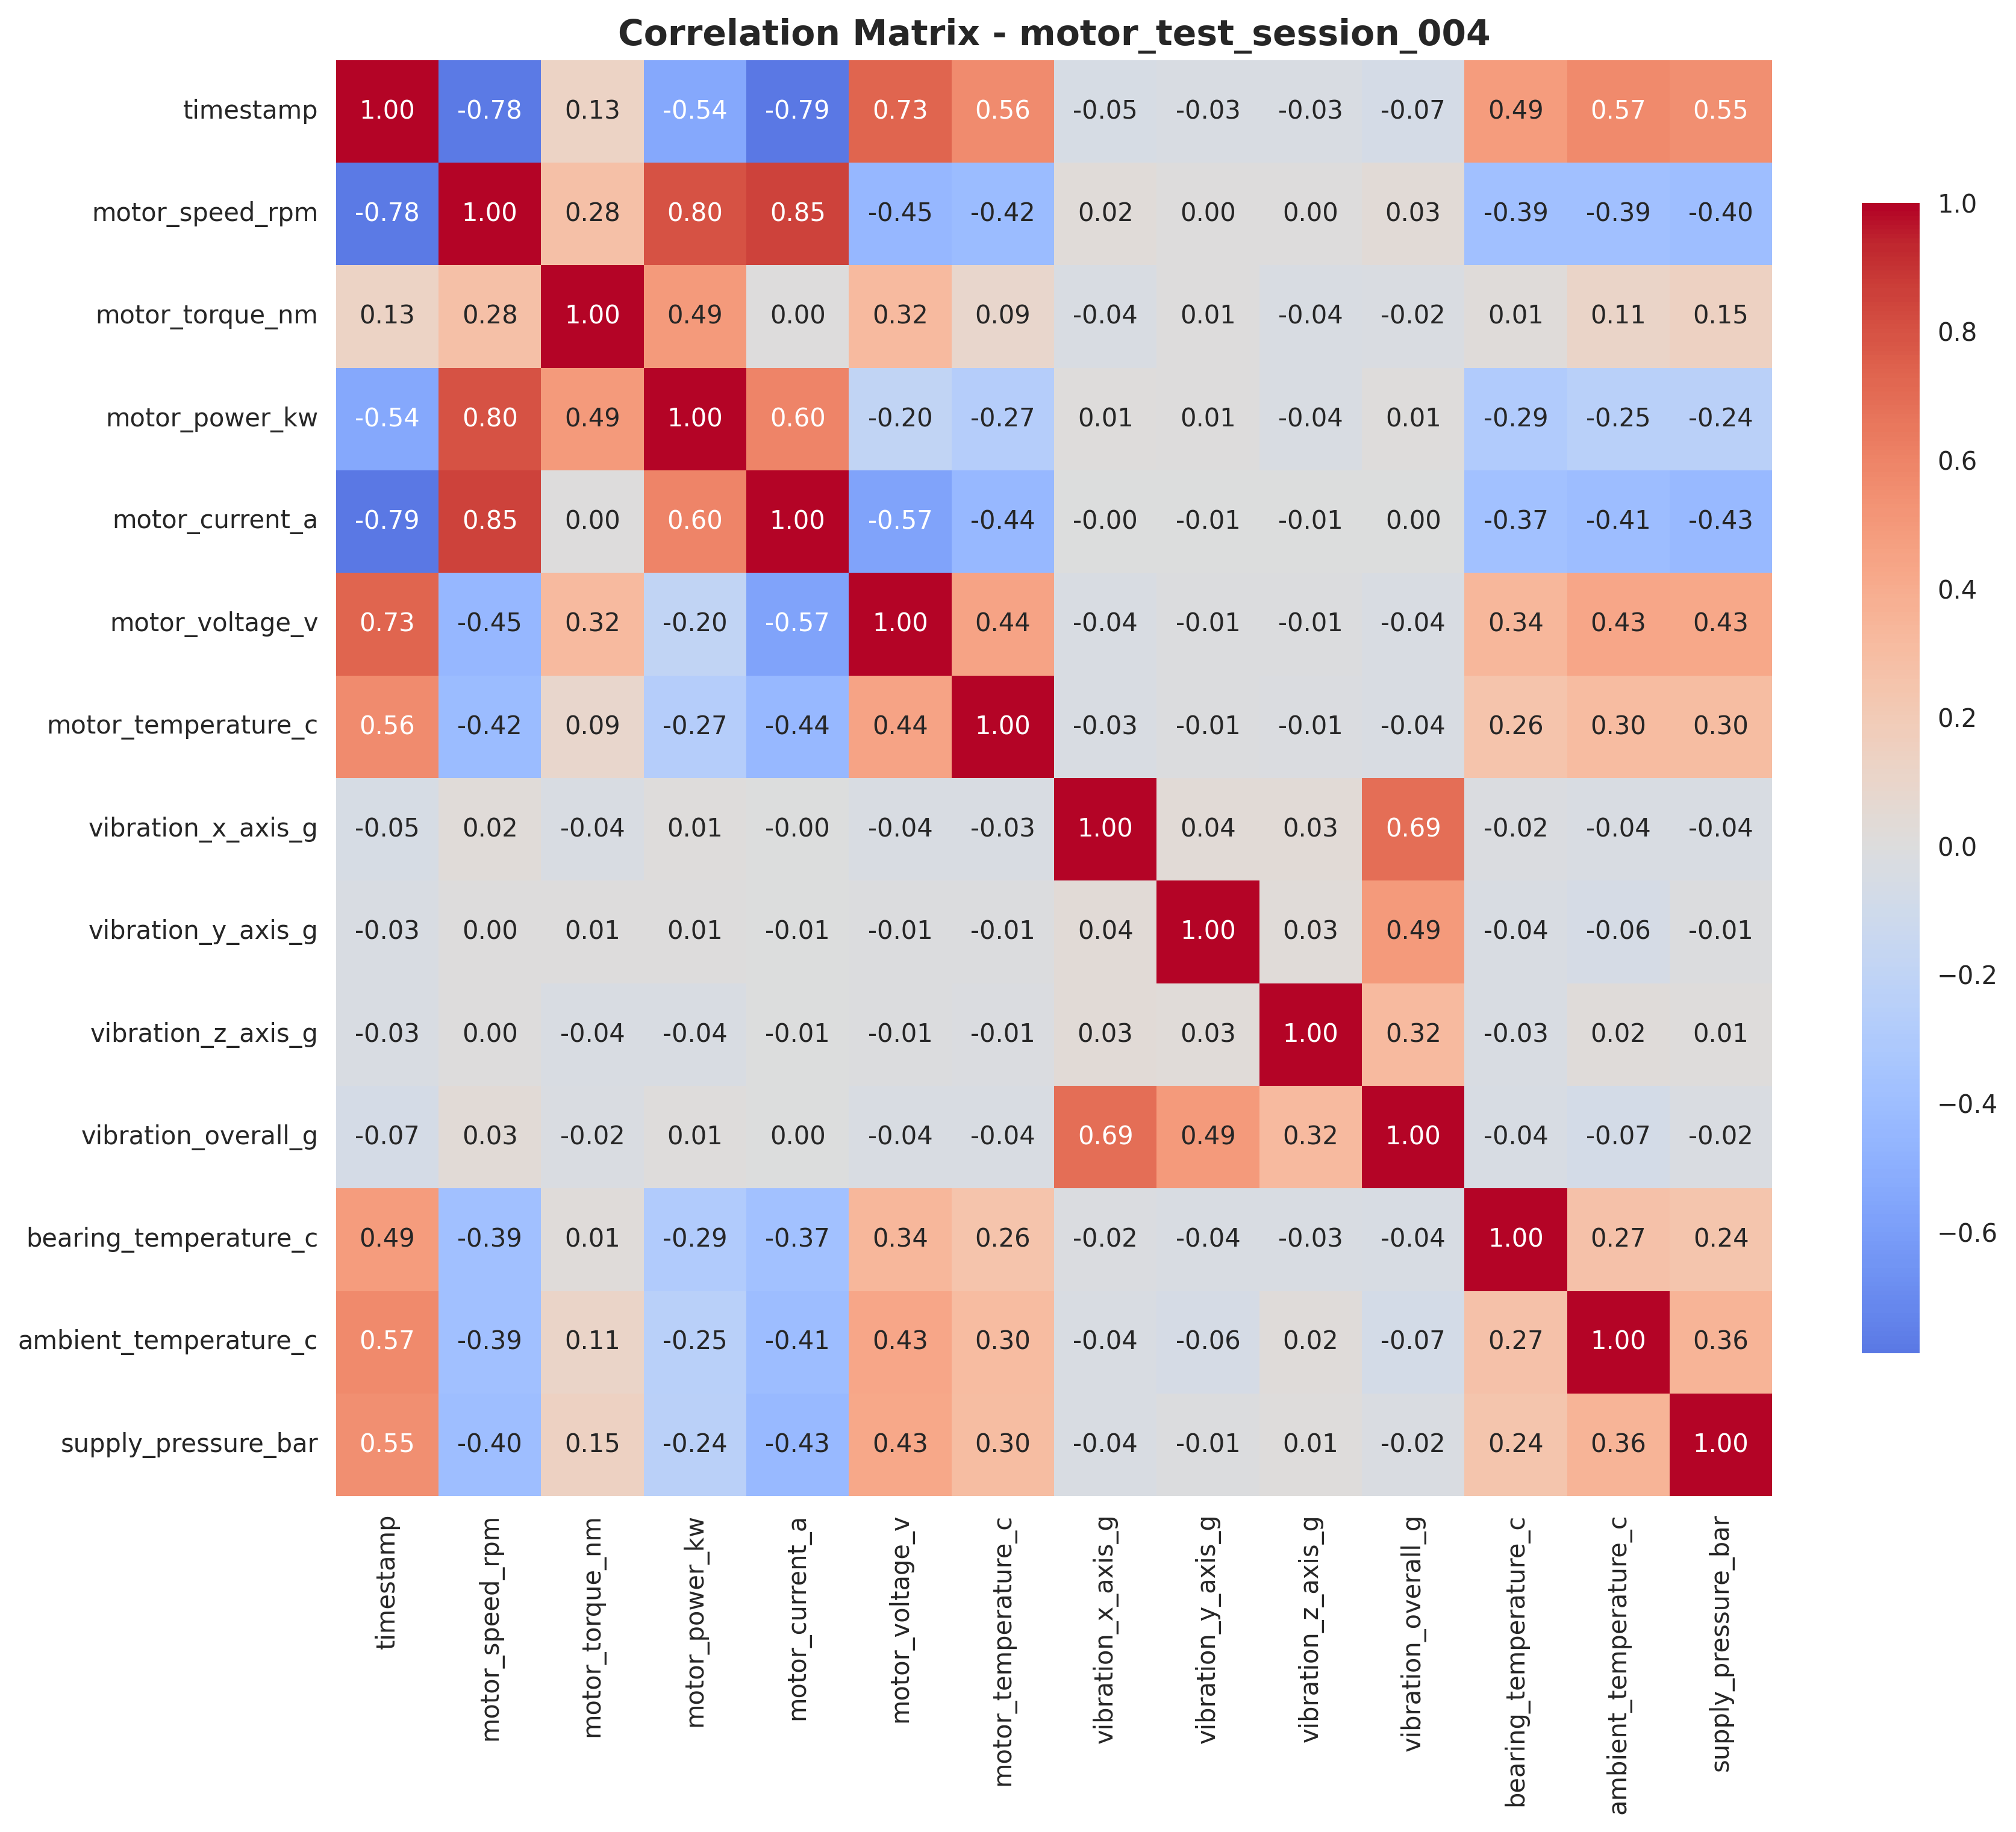 Correlation Matrix - motor_test_session_004
timestamp 1.00 -0.78 0.13 -0.54 -0.79 0.73 0.56 -0.05 -0.03 -0.03 -0.07 0.49 0.57 0.55
motor_speed_rpm -0.78 1.00 0.28 0.80 0.85 -0.45 -0.42 0.02 0.00 0.00 0.03 -0.39 -0.39 -0.40
motor_torque_nm 0.13 0.28 1.00 0.49 0.00 0.32 0.09 -0.04 0.01 -0.04 -0.02 0.01 0.11 0.15
motor_power_kw -0.54 0.80 0.49 1.00 0.60 -0.20 -0.27 0.01 0.01 -0.04 0.01 -0.29 -0.25 -0.24
motor_current_a -0.79 0.85 0.00 0.60 1.00 -0.57 -0.44 -0.00 -0.01 -0.01 0.00 -0.37 -0.41 -0.43
motor_voltage_v 0.73 -0.45 0.32 -0.20 -0.57 1.00 0.44 -0.04 -0.01 -0.01 -0.04 0.34 0.43 0.43
motor_temperature_c 0.56 -0.42 0.09 -0.27 -0.44 0.44 1.00 -0.03 -0.01 -0.01 -0.04 0.26 0.30 0.30
vibration_x_axis_g -0.05 0.02 -0.04 0.01 -0.00 -0.04 -0.03 1.00 0.04 0.03 0.69 -0.02 -0.04 -0.04
vibration_y_axis_g -0.03 0.00 0.01 0.01 -0.01 -0.01 -0.01 0.04 1.00 0.03 0.49 -0.04 -0.06 -0.01
vibration_z_axis_g -0.03 0.00 -0.04 -0.04 -0.01 -0.01 -0.01 0.03 0.03 1.00 0.32 -0.03 0.02 0.01
vibration_overall_g -0.07 0.03 -0.02 0.01 0.00 -0.04 -0.04 0.69 0.49 0.32 1.00 -0.04 -0.07 -0.02
bearing_temperature_c 0.49 -0.39 0.01 -0.29 -0.37 0.34 0.26 -0.02 -0.04 -0.03 -0.04 1.00 0.27 0.24
ambient_temperature_c 0.57 -0.39 0.11 -0.25 -0.41 0.43 0.30 -0.04 -0.06 0.02 -0.07 0.27 1.00 0.36
supply_pressure_bar 0.55 -0.40 0.15 -0.24 -0.43 0.43 0.30 -0.04 -0.01 0.01 -0.02 0.24 0.36 1.00
timestamp
motor_speed_rpm
motor_torque_nm
motor_power_kw
motor_current_a
motor_voltage_v
motor_temperature_c
vibration_x_axis_g
vibration_y_axis_g
vibration_z_axis_g
vibration_overall_g
bearing_temperature_c
ambient_temperature_c
supply_pressure_bar
1.0
0.8
0.6
0.4
0.2
0.0
−0.2
−0.4
−0.6